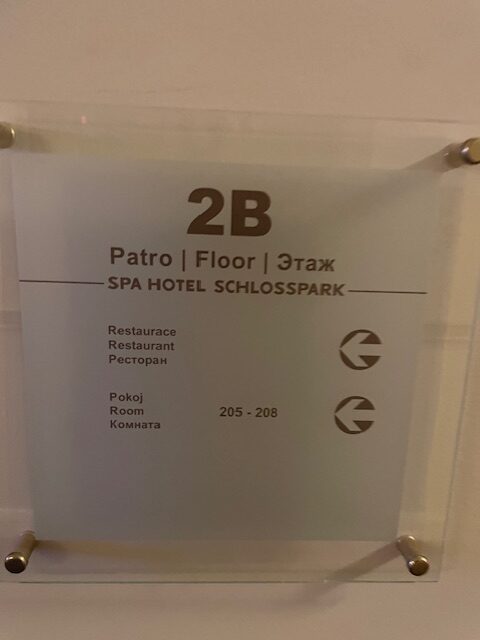 2B
Patro | Floor | Этаж
SPA HOTEL SCHLOSSPARK
Restaurace
Restaurant
Ресторан
Pokoj
Room 205 - 208
Комната